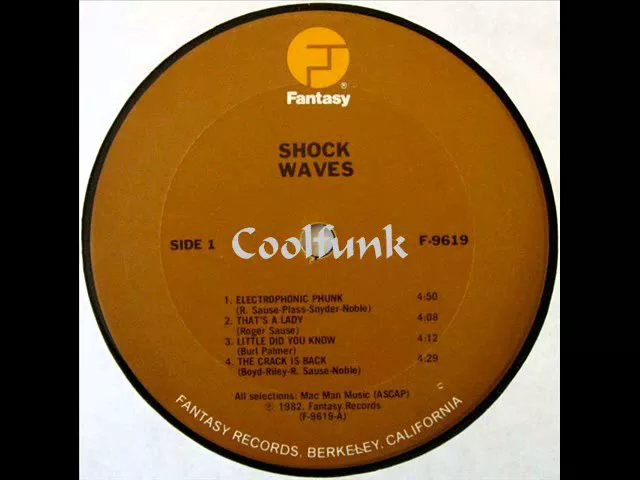 Fantasy®
SHOCK
WAVES
SIDE 1
Coolfunk
F-9619
1. ELECTROPHONIC PHUNK 4:50
(R. Sause-Plass-Snyder-Noble)
2. THAT'S A LADY 4:08
(Roger Sause)
3. LITTLE DID YOU KNOW 4:12
(Burl Palmer)
4. THE CRACK IS BACK 4:29
(Boyd-Riley-R. Sause-Noble)
All selections: Mac Man Music (ASCAP)
℗ 1982, Fantasy Records
(F-9619-A)
FANTASY RECORDS, BERKELEY, CALIFORNIA